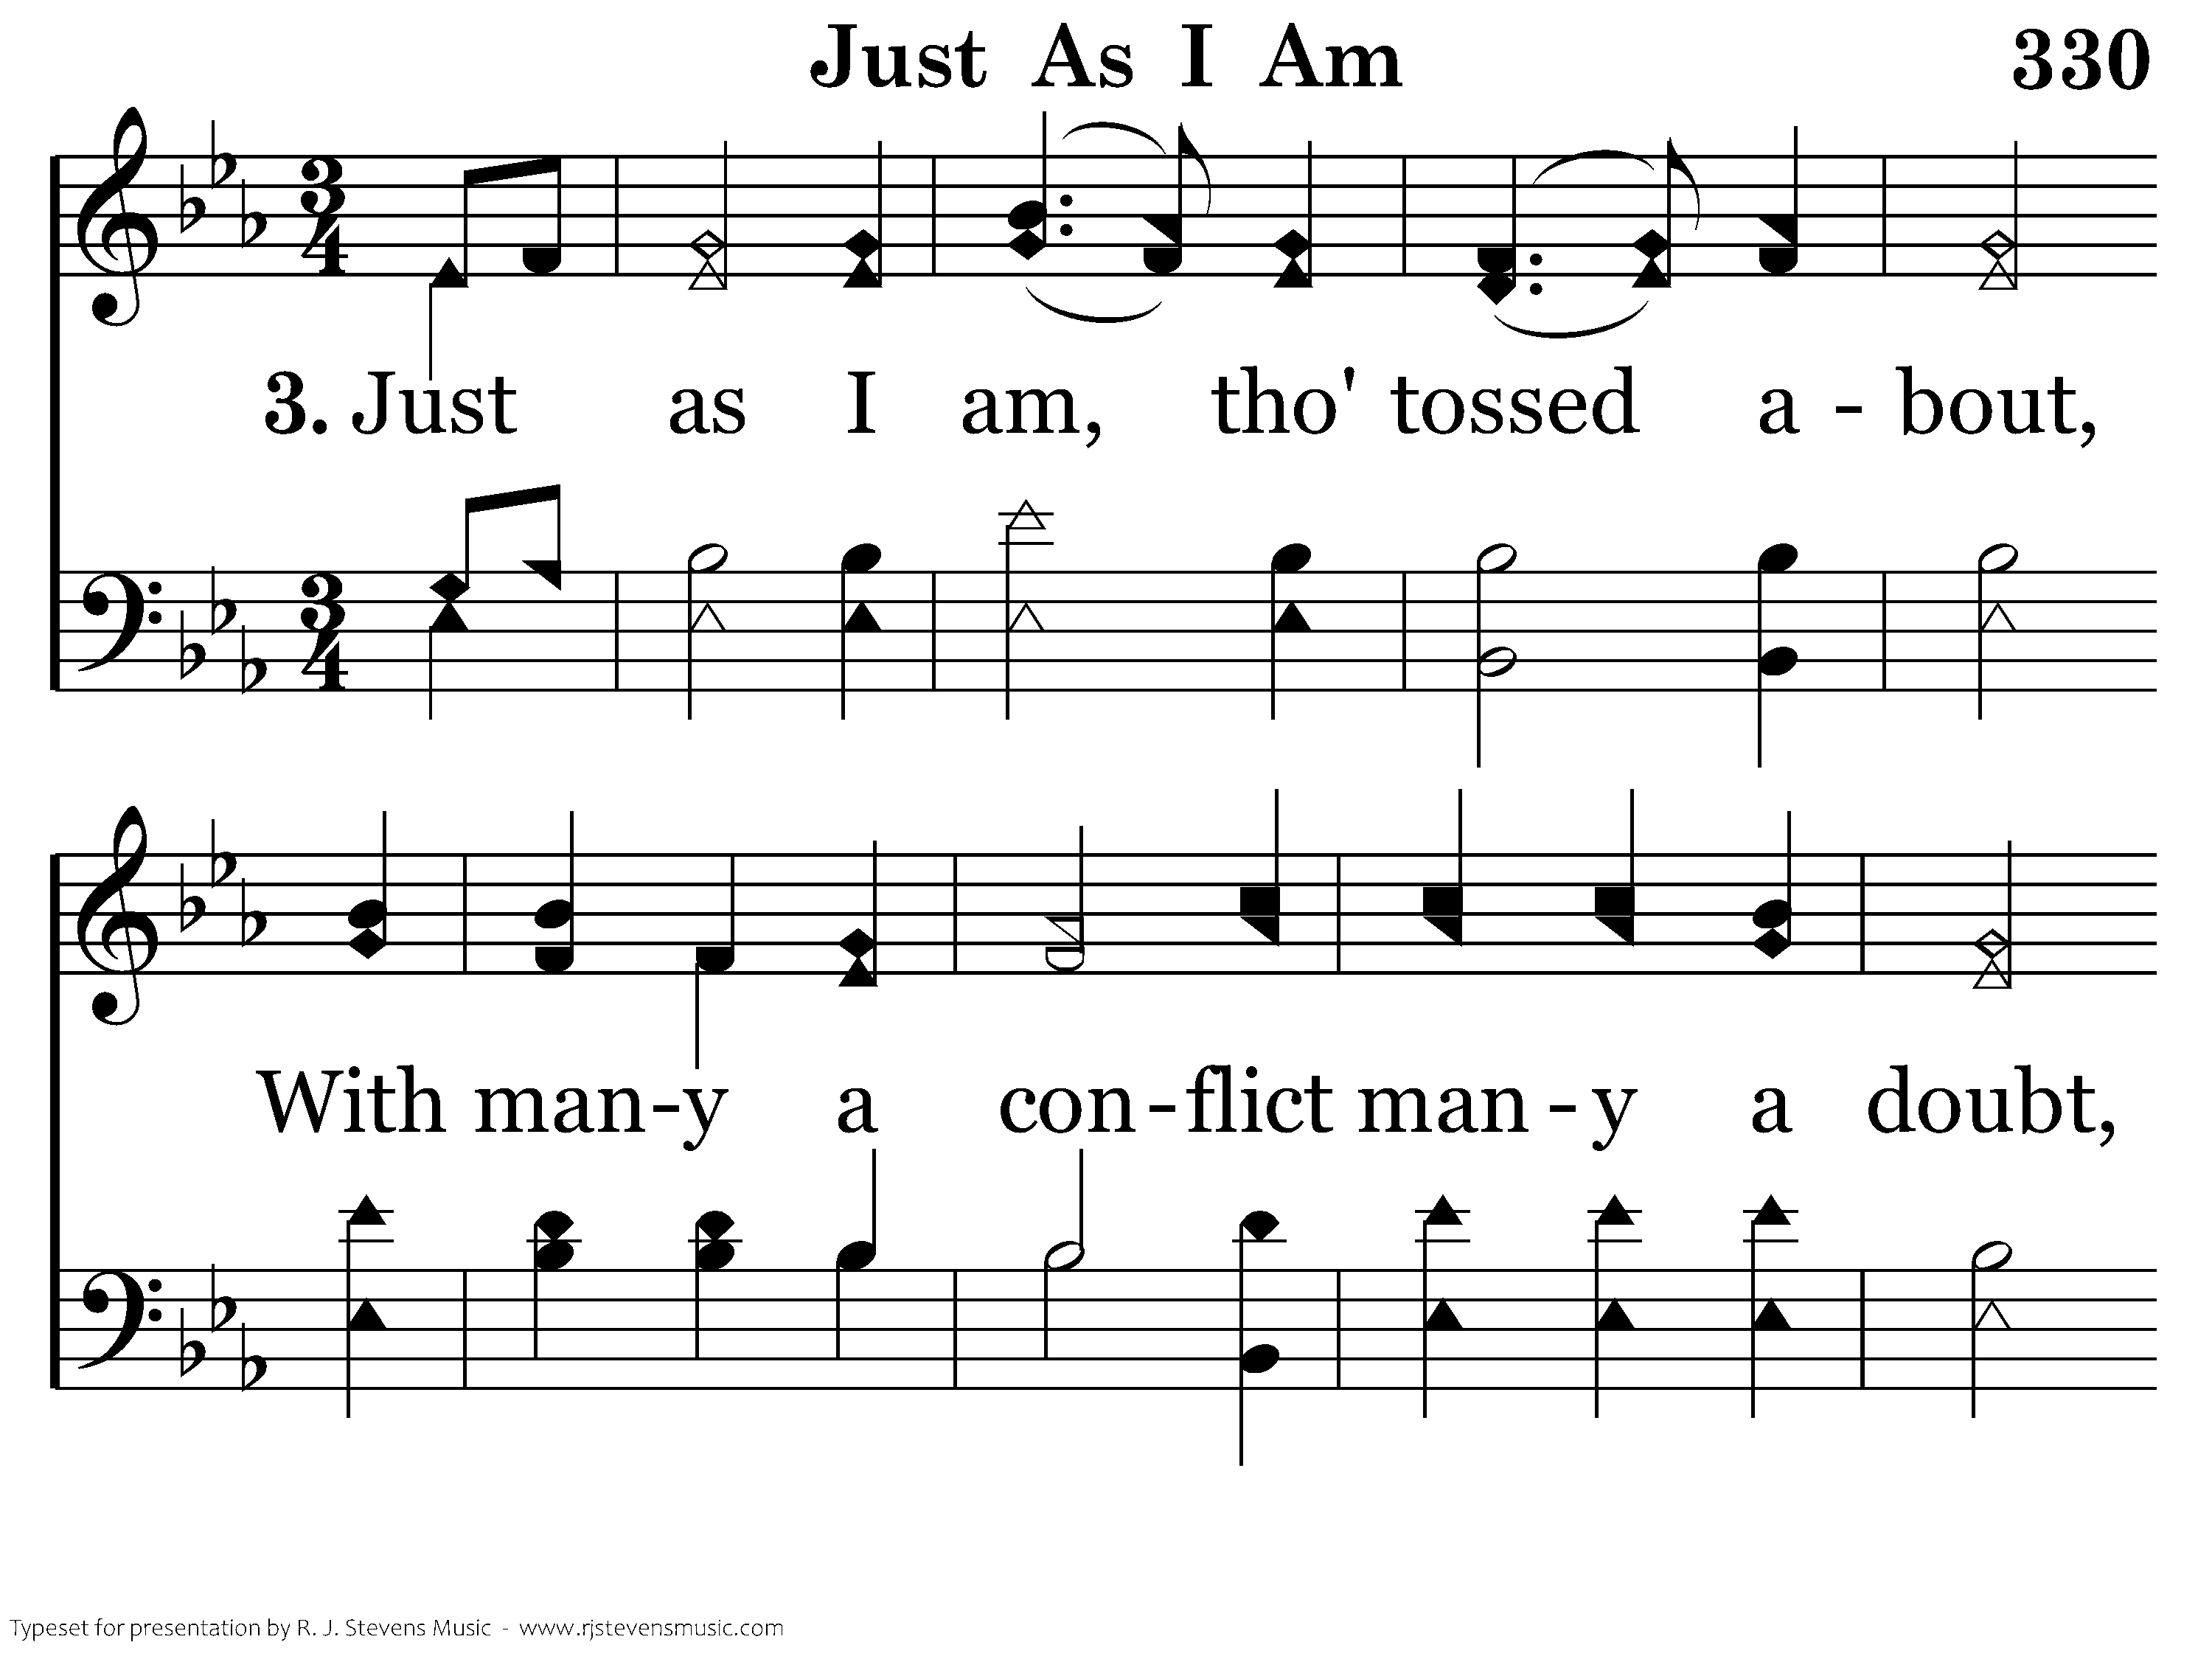 Just As I Am 330
3. Just as I am, tho' tossed a - bout,
With man-y a con-flict man - y a doubt,
Typeset for presentation by R. J. Stevens Music - www.rjstevensmusic.com